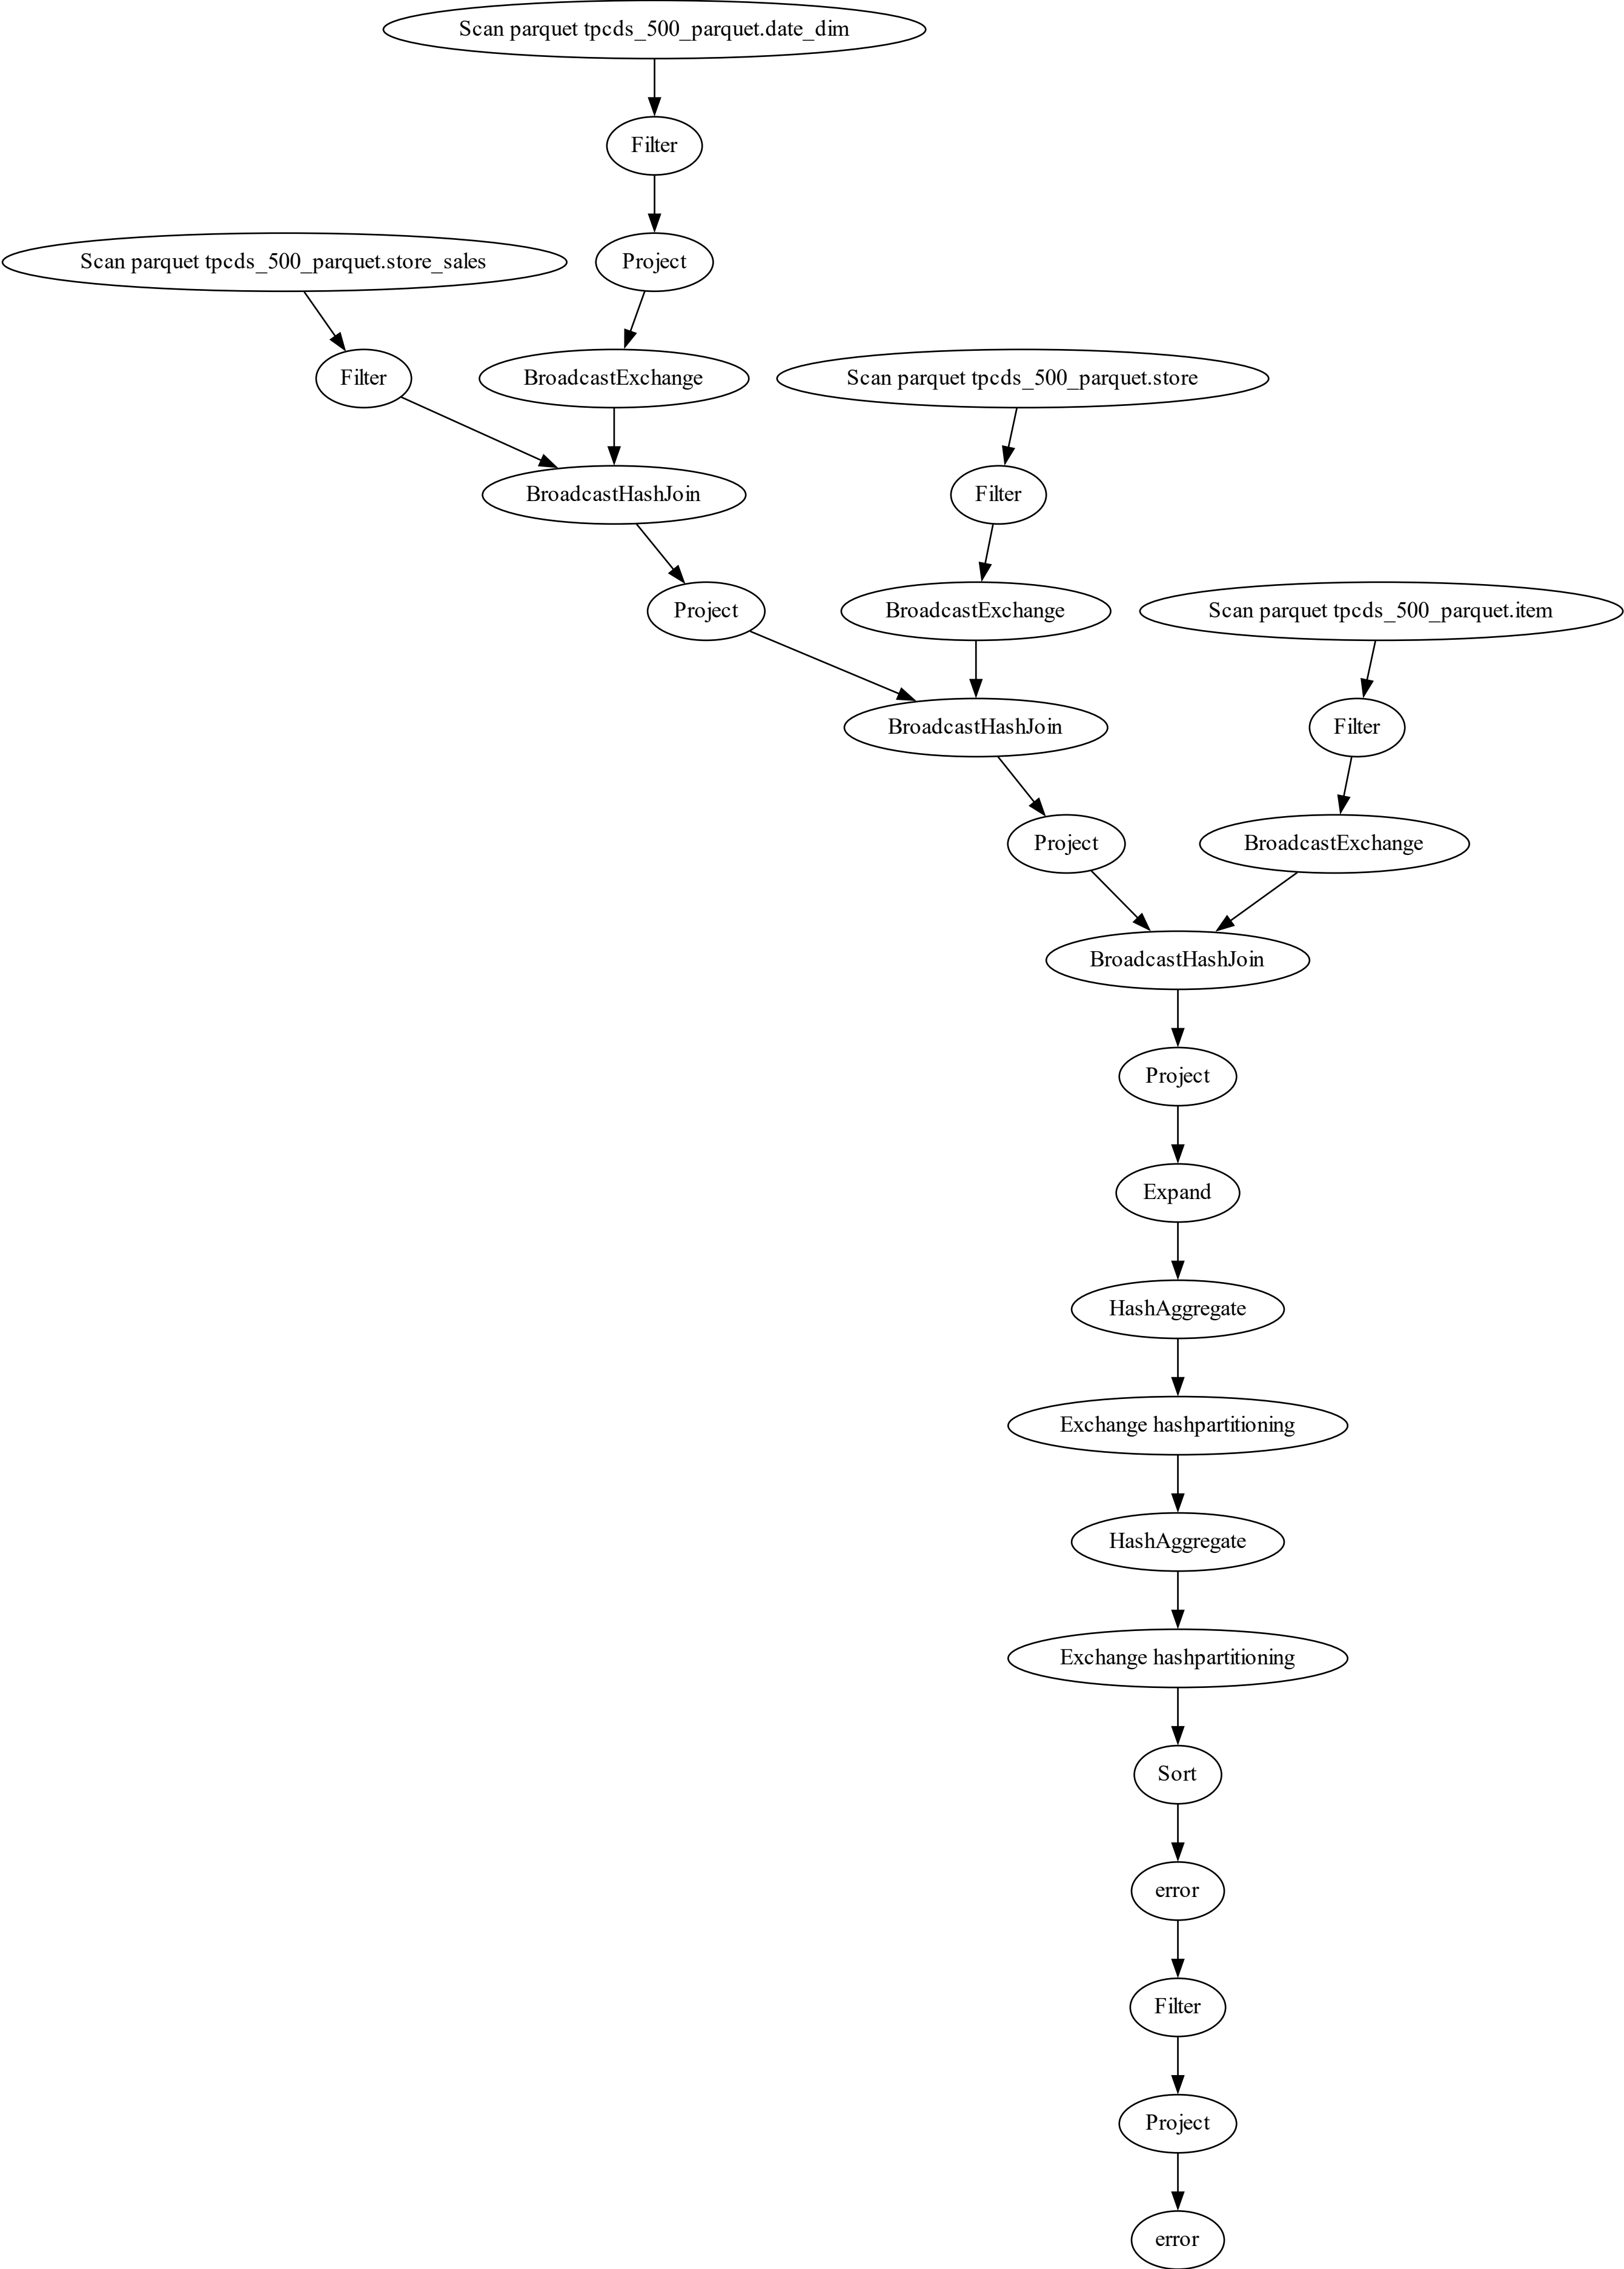 Scan parquet tpcds_500_parquet.date_dim
Filter
Scan parquet tpcds_500_parquet.store_sales
Project
Filter
BroadcastExchange
Scan parquet tpcds_500_parquet.store
BroadcastHashJoin
Filter
Project
BroadcastExchange
Scan parquet tpcds_500_parquet.item
BroadcastHashJoin
Filter
Project
BroadcastExchange
BroadcastHashJoin
Project
Expand
HashAggregate
Exchange hashpartitioning
HashAggregate
Exchange hashpartitioning
Sort
error
Filter
Project
error